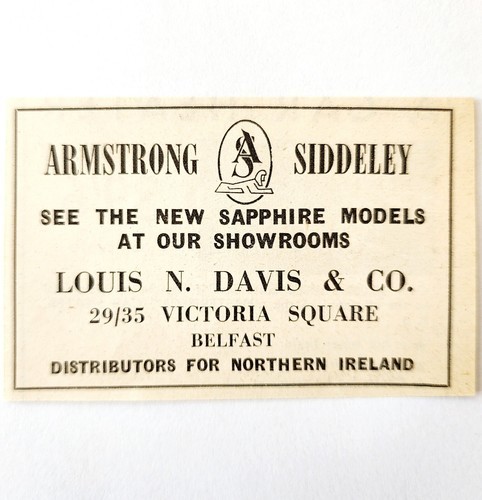 ARMSTRONG AS SIDDELEY
SEE THE NEW SAPPHIRE MODELS
AT OUR SHOWROOMS
LOUIS N. DAVIS & CO.
29/35 VICTORIA SQUARE
BELFAST
DISTRIBUTORS FOR NORTHERN IRELAND